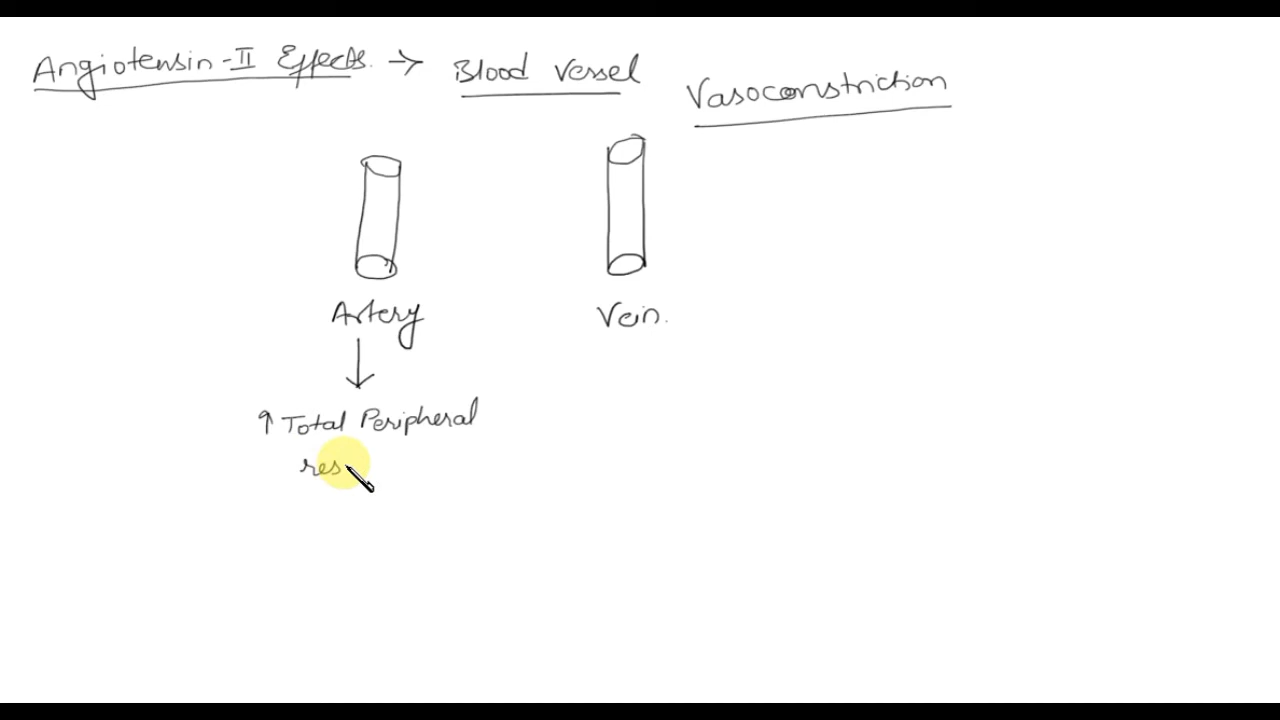 Angiotensin-II Effects. → Blood Vessel
Vasoconstriction
Artery
Vein.
↑ Total Peripheral
res